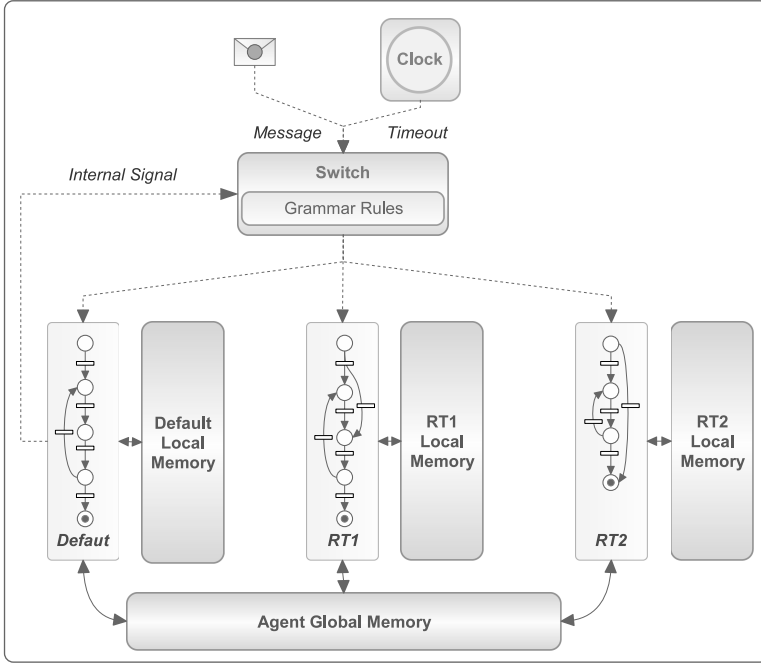 Clock
Message
Timeout
Internal Signal
Switch
Grammar Rules
Default
Local
Memory
RT1
Local
Memory
RT2
Local
Memory
Defaut
RT1
RT2
Agent Global Memory